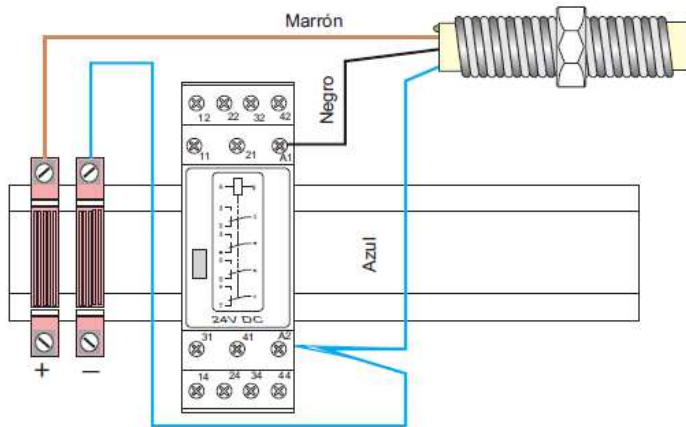 Marrón
Negro
12 22 32 42
11 21 A1
Azul
24V DC
31 41 A2
14 24 34 44
+ –